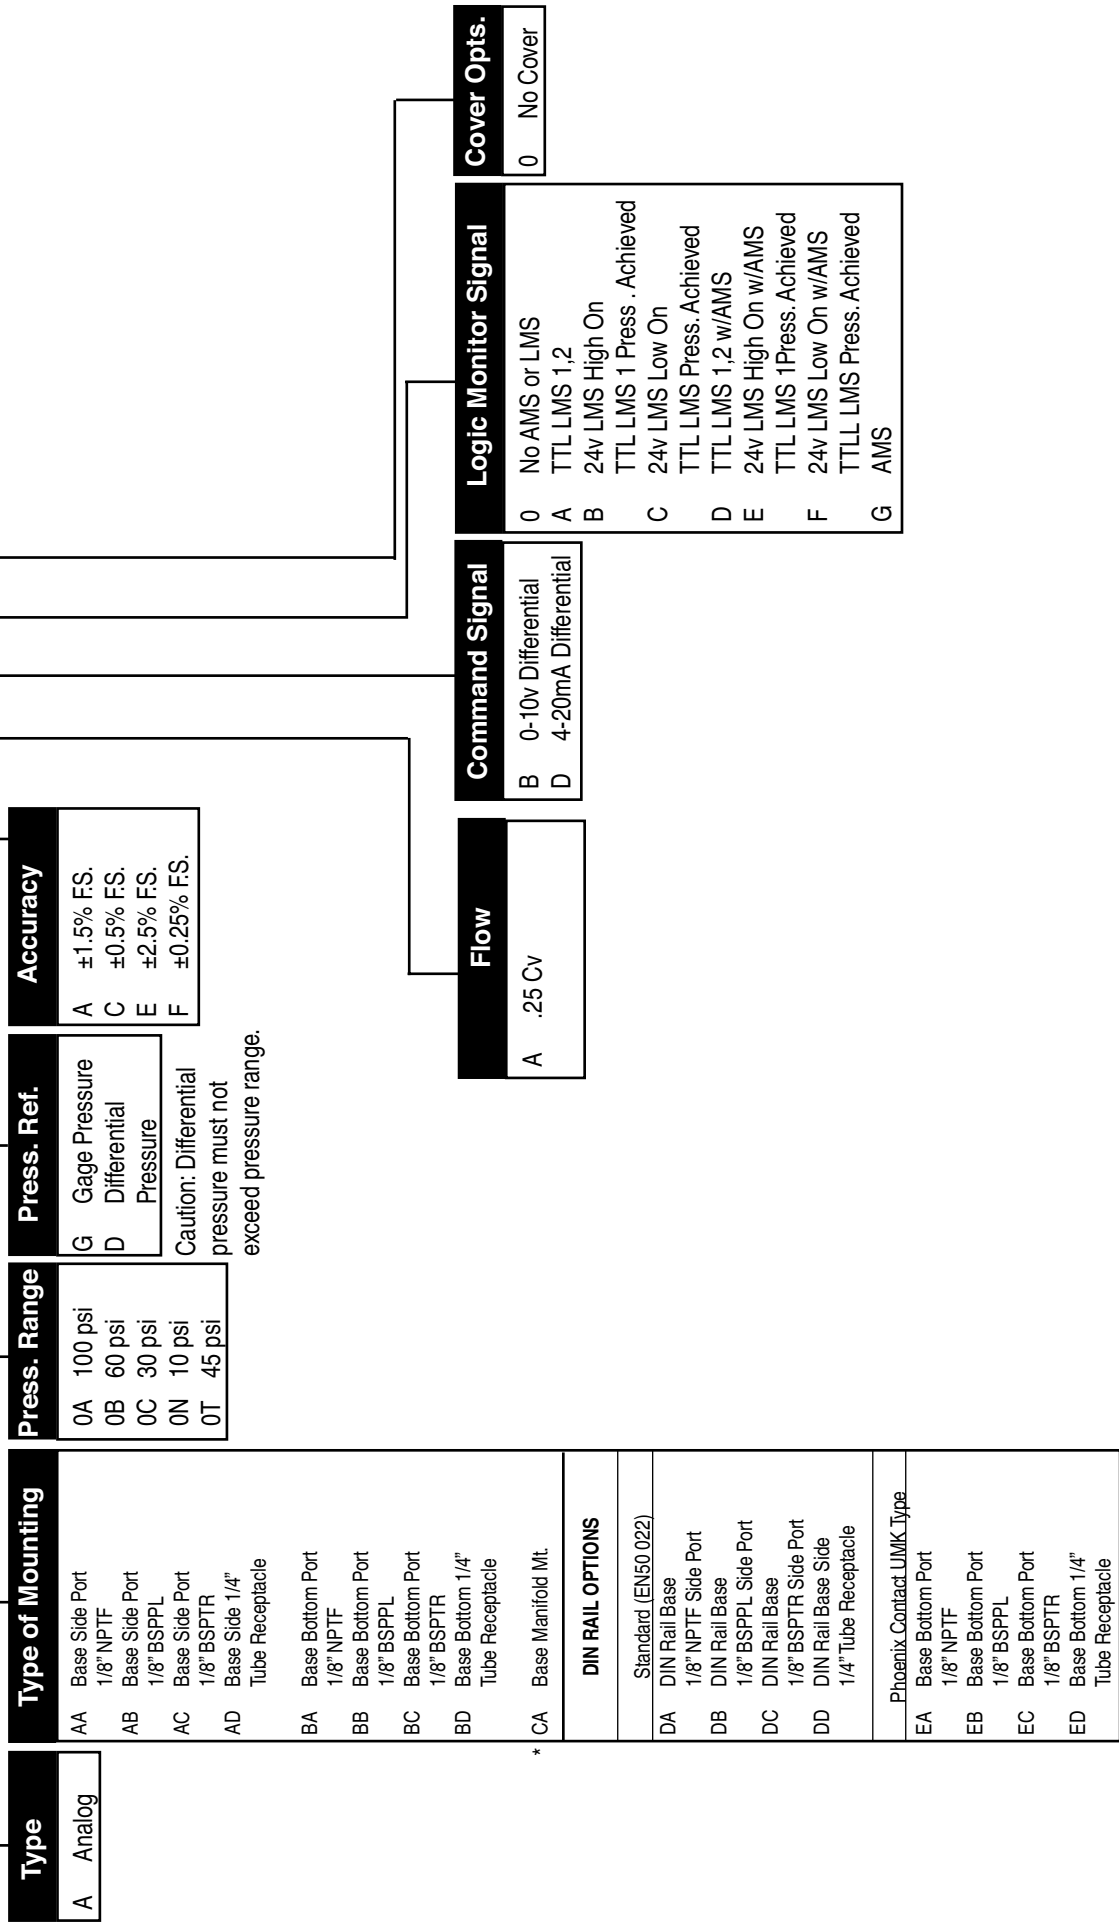 Type
A Analog
Type of Mounting
AA Base Side Port
1/8” NPTF
AB Base Side Port
1/8” BSPPL
AC Base Side Port
1/8” BSPTR
AD Base Side 1/4”
Tube Receptacle
BA Base Bottom Port
1/8” NPTF
BB Base Bottom Port
1/8” BSPPL
BC Base Bottom Port
1/8” BSPTR
BD Base Bottom 1/4”
Tube Receptacle
* CA Base Manifold Mt.
DIN RAIL OPTIONS
Standard (EN50 022)
DA DIN Rail Base
1/8” NPTF Side Port
DB DIN Rail Base
1/8” BSPPL Side Port
DC DIN Rail Base
1/8” BSPTR Side Port
DD DIN Rail Base Side
1/4” Tube Receptacle
Phoenix Contact UMK Type
EA Base Bottom Port
1/8” NPTF
EB Base Bottom Port
1/8” BSPPL
EC Base Bottom Port
1/8” BSPTR
ED Base Bottom 1/4”
Tube Receptacle
Press. Range
0A 100 psi
0B 60 psi
0C 30 psi
0N 10 psi
0T 45 psi
Press. Ref.
G Gage Pressure
D Differential
Pressure
Caution: Differential
pressure must not
exceed pressure range.
Accuracy
A ±1.5% F.S.
C ±0.5% F.S.
E ±2.5% F.S.
F ±0.25% F.S.
Flow
A .25 Cv
Command Signal
B 0-10v Differential
D 4-20mA Differential
Logic Monitor Signal
0 No AMS or LMS
A TTL LMS 1,2
B 24v LMS High On
TTL LMS 1 Press . Achieved
C 24v LMS Low On
TTL LMS Press. Achieved
D TTL LMS 1,2 w/AMS
E 24v LMS High On w/AMS
TTL LMS 1Press. Achieved
F 24v LMS Low On w/AMS
TTLL LMS Press. Achieved
G AMS
Cover Opts.
0 No Cover